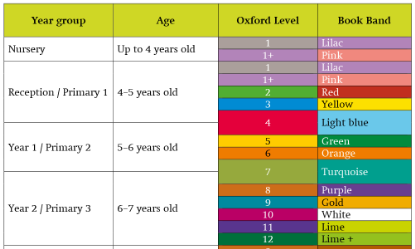 Year group Age Oxford Level Book Band
Nursery Up to 4 years old 1 Lilac
1+ Pink
Reception / Primary 1 4–5 years old 1 Lilac
1+ Pink
2 Red
3 Yellow
4 Light blue
Year 1 / Primary 2 5–6 years old 5 Green
6 Orange
7 Turquoise
Year 2 / Primary 3 6–7 years old 8 Purple
9 Gold
10 White
11 Lime
12 Lime +